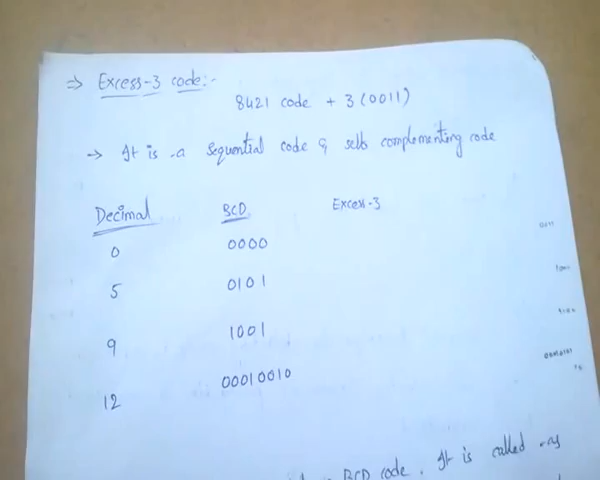 ⇒ Excess-3 code:-
8421 code + 3(0011)
→ It is a sequential code & self complementing code
Decimal BCD Excess-3
0 0000
0011
5 0101
9 1001
12 00010010
BCD code. It is called as